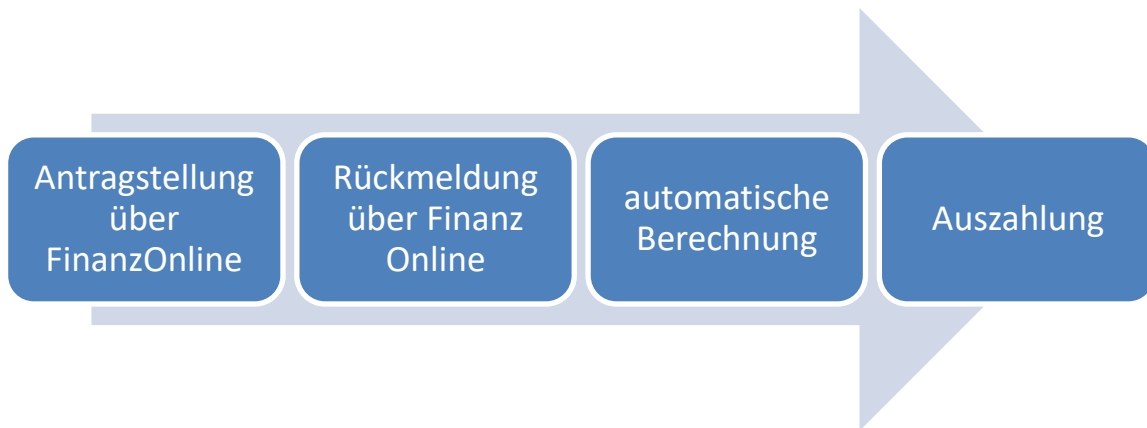 Antragstellung
über
FinanzOnline
Rückmeldung
über Finanz
Online
automatische
Berechnung
Auszahlung